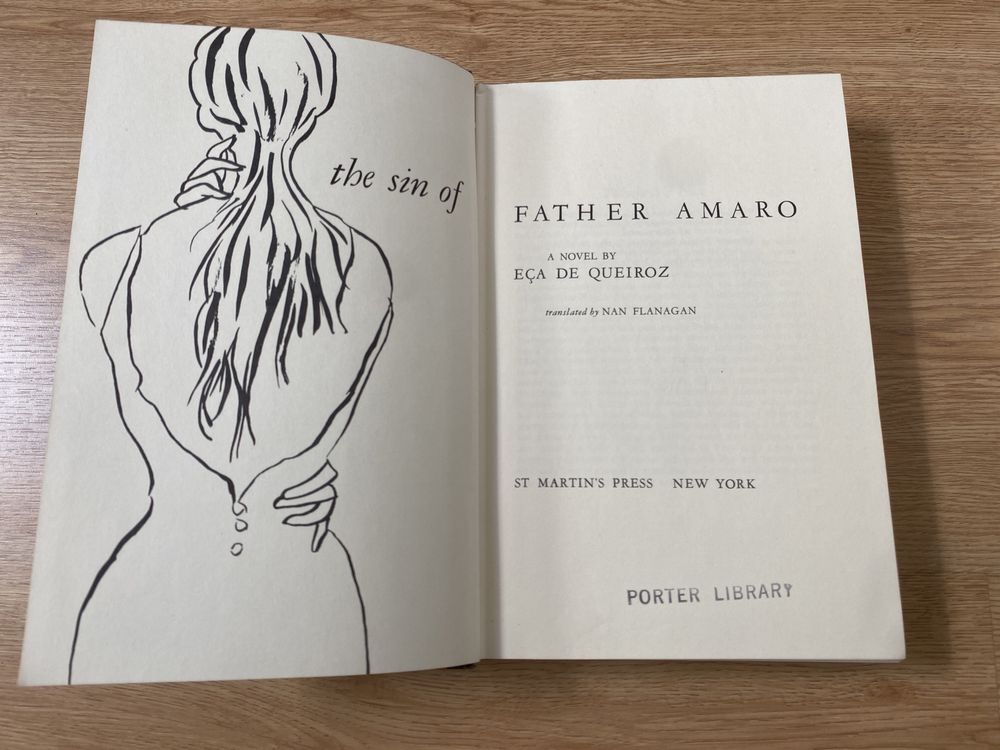 the sin of
FATHER AMARO
A NOVEL BY
EÇA DE QUEIROZ
translated by NAN FLANAGAN
ST MARTIN'S PRESS NEW YORK
PORTER LIBRARY